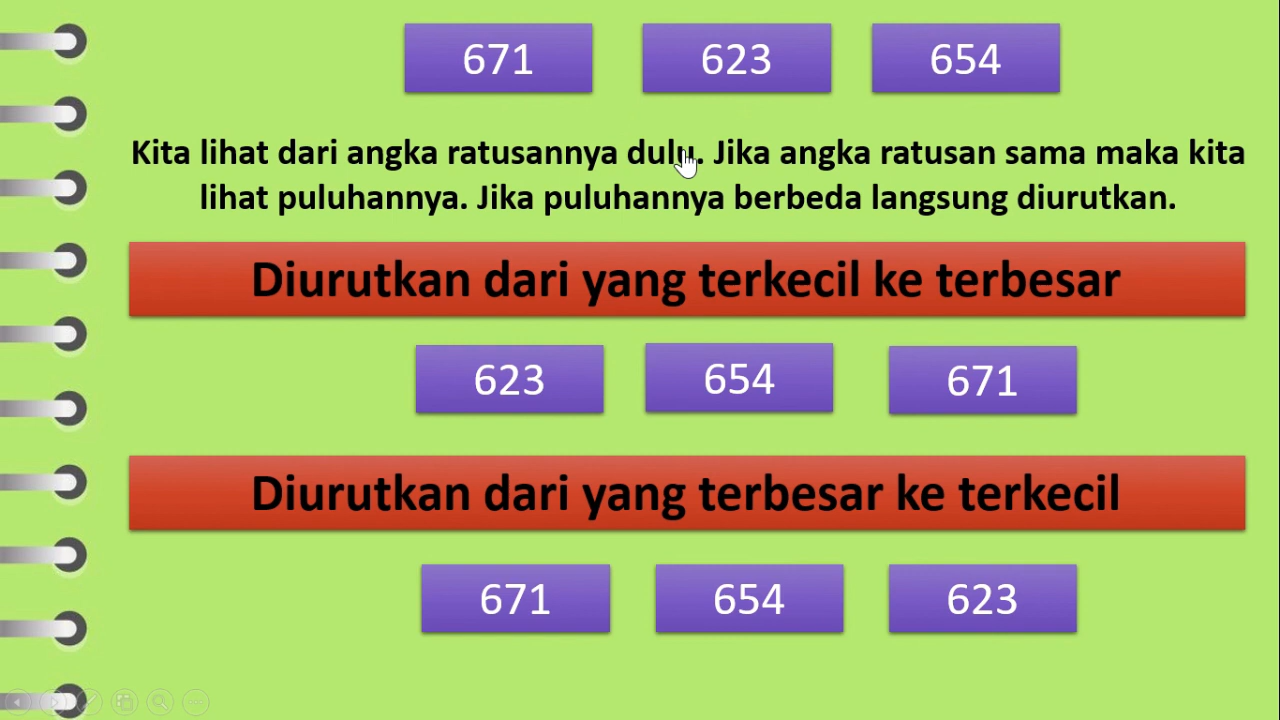 671 623 654
Kita lihat dari angka ratusannya dulu. Jika angka ratusan sama maka kita
lihat puluhannya. Jika puluhannya berbeda langsung diurutkan.
Diurutkan dari yang terkecil ke terbesar
623 654 671
Diurutkan dari yang terbesar ke terkecil
671 654 623